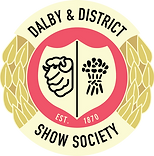 DALBY & DISTRICT
EST. 1870
SHOW SOCIETY